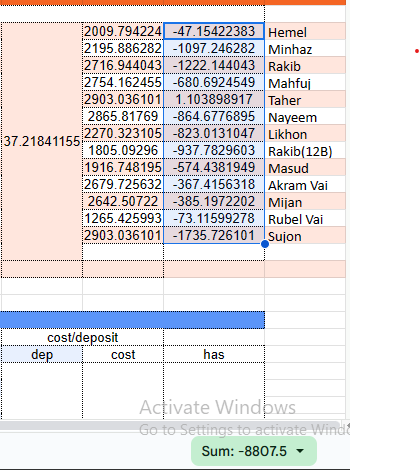 2009.794224 -47.15422383 Hemel
2195.886282 -1097.246282 Minhaz
2716.944043 -1222.144043 Rakib
2754.162455 -680.6924549 Mahfuj
2903.036101 1.103898917 Taher
2865.81769 -864.6776895 Nayeem
37.21841155 2270.323105 -823.0131047 Likhon
1805.09296 -937.7829603 Rakib(12B)
1916.748195 -574.4381949 Masud
2679.725632 -367.4156318 Akram Vai
2642.50722 -385.1972202 Mijan
1265.425993 -73.11599278 Rubel Vai
2903.036101 -1735.726101 Sujon
cost/deposit
dep cost has
Activate Windows
Go to Settings to activate Windo
Sum: -8807.5